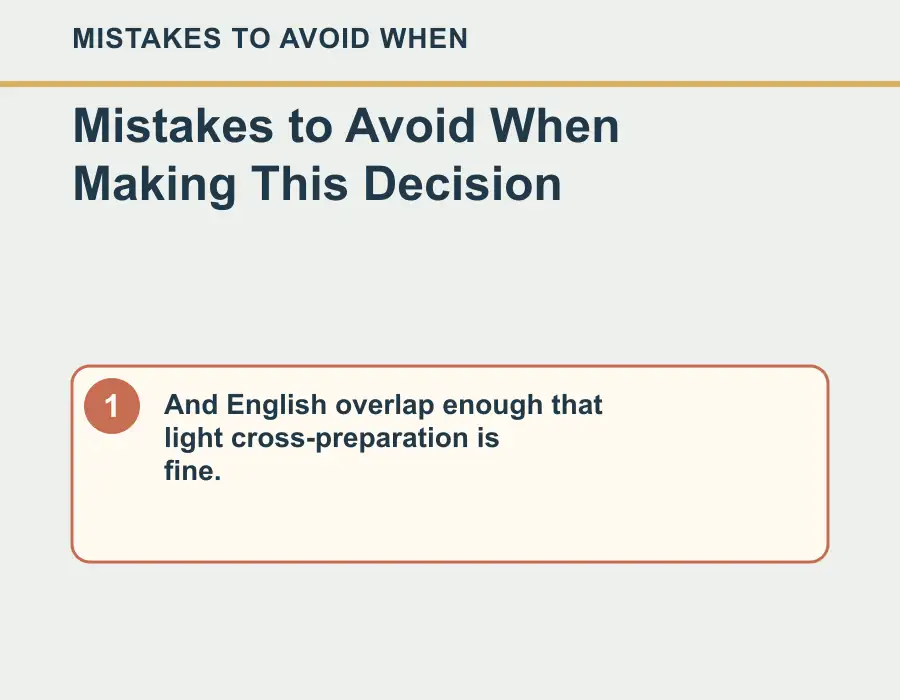 MISTAKES TO AVOID WHEN
Mistakes to Avoid When
Making This Decision
1
And English overlap enough that
light cross-preparation is
fine.